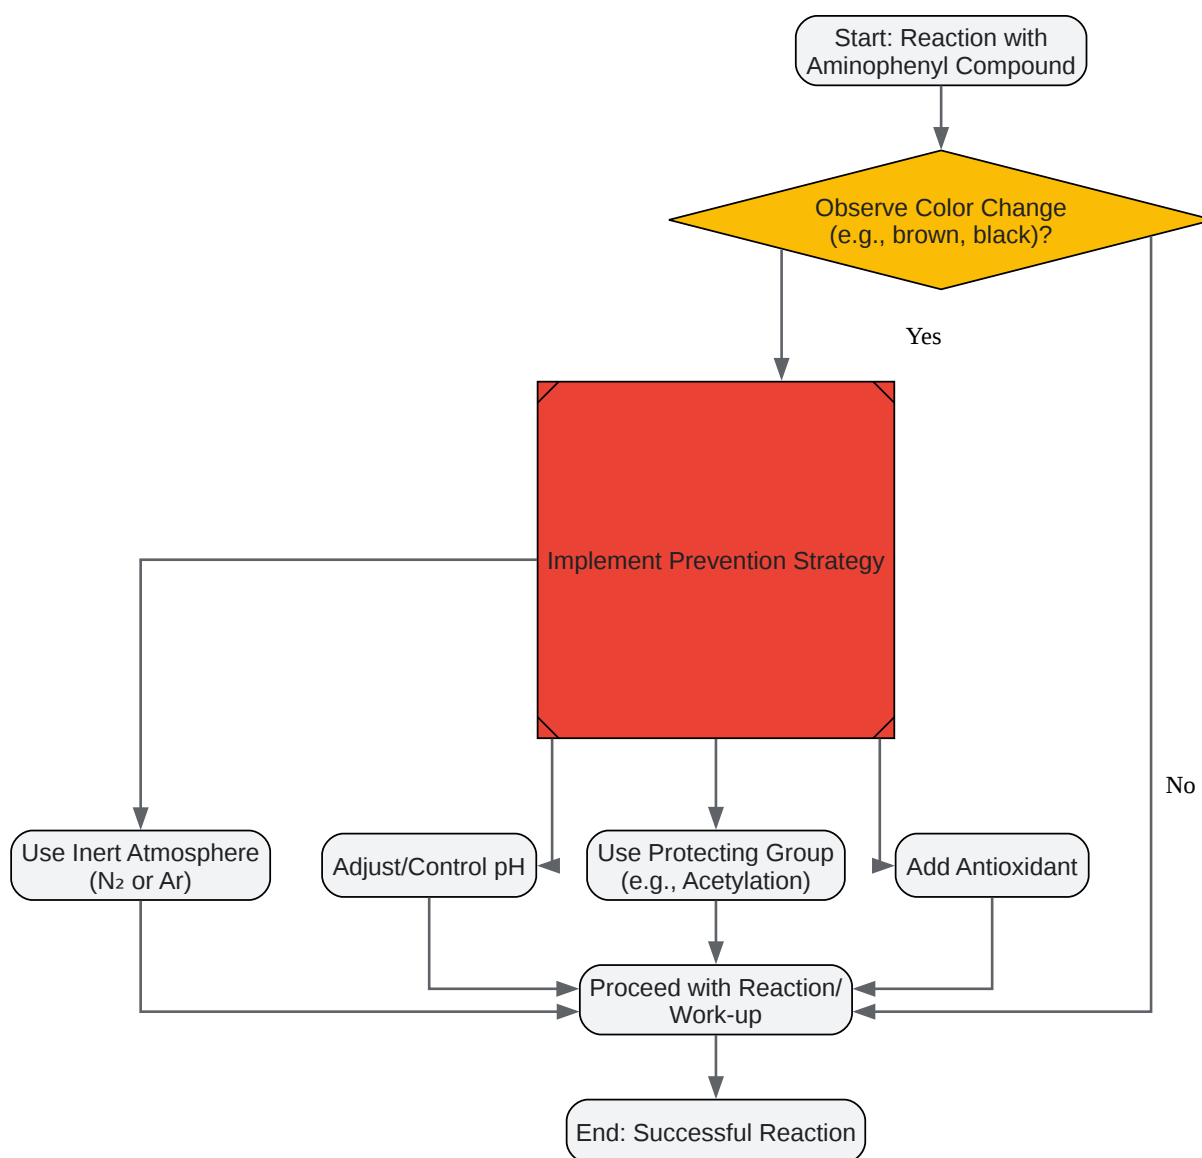 Start: Reaction with
Aminophenyl Compound
Observe Color Change
(e.g., brown, black)?
Yes
Implement Prevention Strategy
No
Use Inert Atmosphere
(N₂ or Ar)
Adjust/Control pH
Use Protecting Group
(e.g., Acetylation)
Add Antioxidant
Proceed with Reaction/
Work-up
End: Successful Reaction